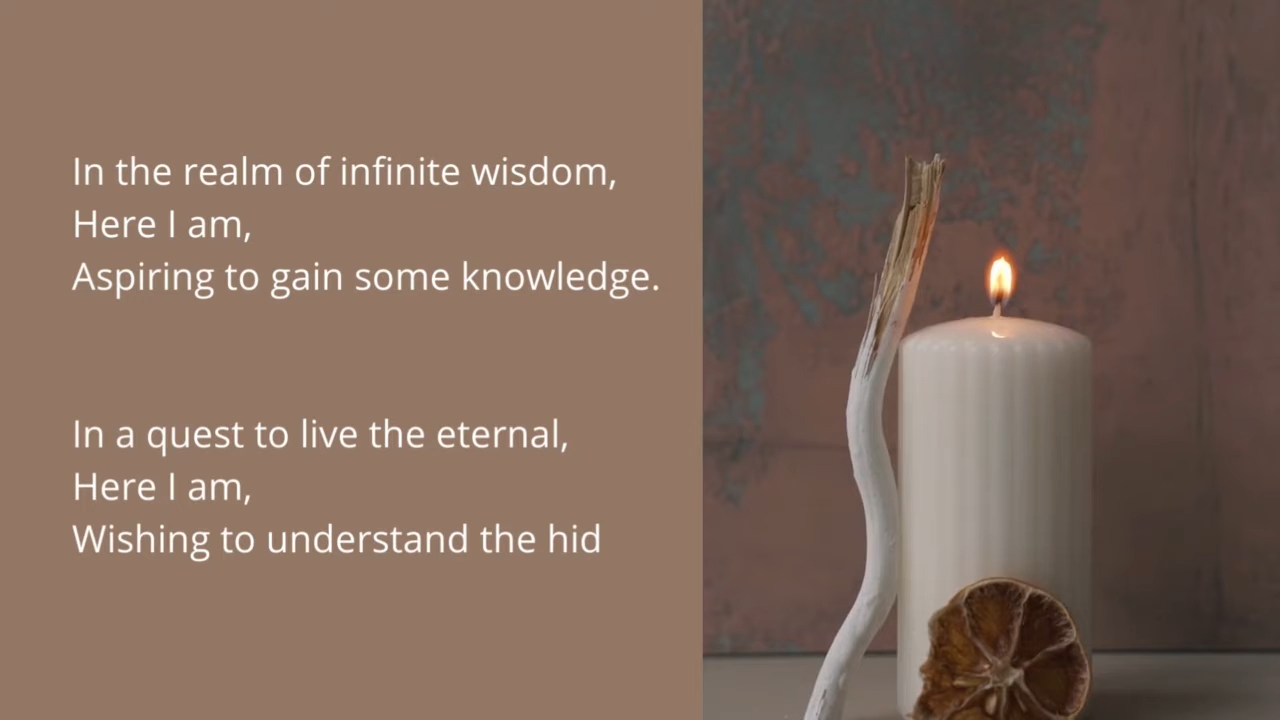 In the realm of infinite wisdom,
Here I am,
Aspiring to gain some knowledge.
In a quest to live the eternal,
Here I am,
Wishing to understand the hid